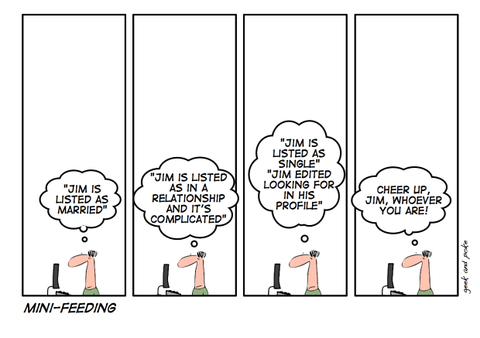 "JIM IS
LISTED AS
MARRIED"
"JIM IS LISTED
AS IN A
RELATIONSHIP
AND IT'S
COMPLICATED"
"JIM IS
LISTED AS
SINGLE"
"JIM EDITED
LOOKING FOR
IN HIS
PROFILE"
CHEER UP,
JIM, WHOEVER
YOU ARE!
geek and poke
MINI-FEEDING